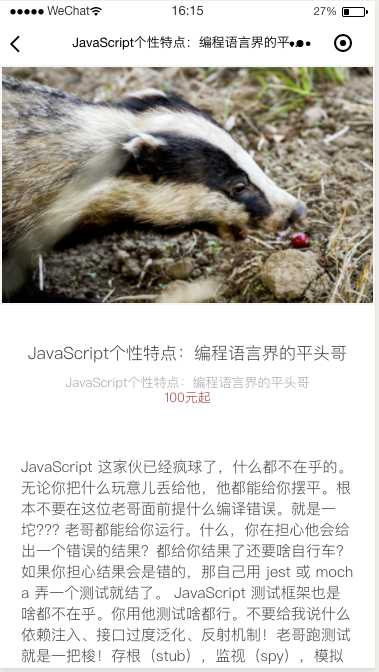 ●●●●● WeChat 16:15 27%
JavaScript个性特点：编程语言界的平...
JavaScript个性特点：编程语言界的平头哥
JavaScript个性特点：编程语言界的平头哥
100元起
JavaScript 这家伙已经疯球了，什么都不在乎的。
无论你把什么玩意儿丢给他，他都能给你摆平。根
本不要在这位老哥面前提什么编译错误。就是一
坨??? 老哥都能给你运行。什么，你在担心他会给
出一个错误的结果？都给你结果了还要啥自行车？
如果你担心结果会是错的，那自己用 jest 或 moch
a 弄一个测试就结了。 JavaScript 测试框架也是
啥都不在乎。你用他测试啥都行。不要给我说什么
依赖注入、接口过度泛化、反射机制！老哥跑测试
就是一把梭！存根（stub），监视（spy），模拟